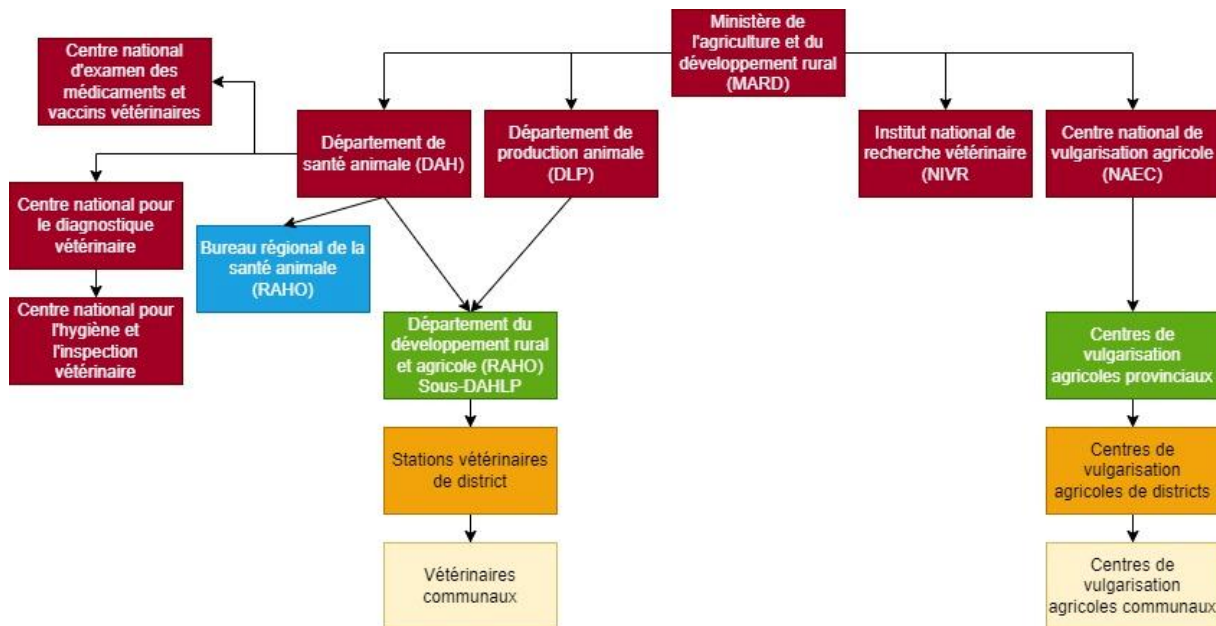 Ministère de
l'agriculture et du
développement rural
(MARD)
Centre national
d'examen des
médicaments et
vaccins vétérinaires
Département de
santé animale (DAH)
Département de
production animale
(DLP)
Institut national de
recherche vétérinaire
(NIVR
Centre national de
vulgarisation agricole
(NAEC)
Centre national pour
le diagnostique
vétérinaire
Bureau régional de la
santé animale
(RAHO)
Centre national pour
l'hygiène et
l'inspection
vétérinaire
Département du
développement rural
et agricole (RAHO)
Sous-DAHLP
Centres de
vulgarisation
agricoles provinciaux
Stations vétérinaires
de district
Centres de
vulgarisation
agricoles de districts
Vétérinaires
communaux
Centres de
vulgarisation
agricoles communaux